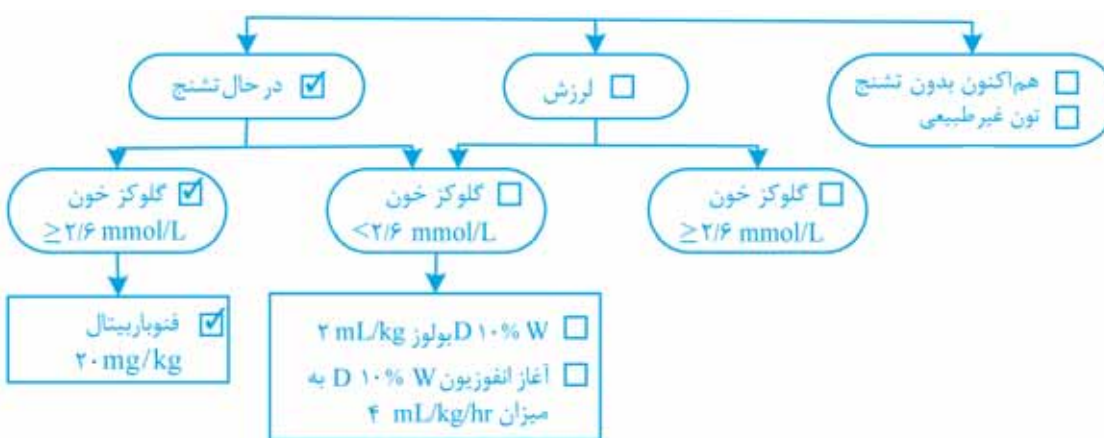 در حال تشنج
لرزش
هم‌اکنون بدون تشنج
تون غیرطبیعی
گلوکز خون
≥۲/۶ mmol/L
گلوکز خون
<۲/۶ mmol/L
گلوکز خون
≥۲/۶ mmol/L
فنوباربیتال
۲۰mg/kg
D ۱۰% W بولوز ۲ mL/kg
آغاز انفوزیون D ۱۰% W به
میزان ۴ mL/kg/hr